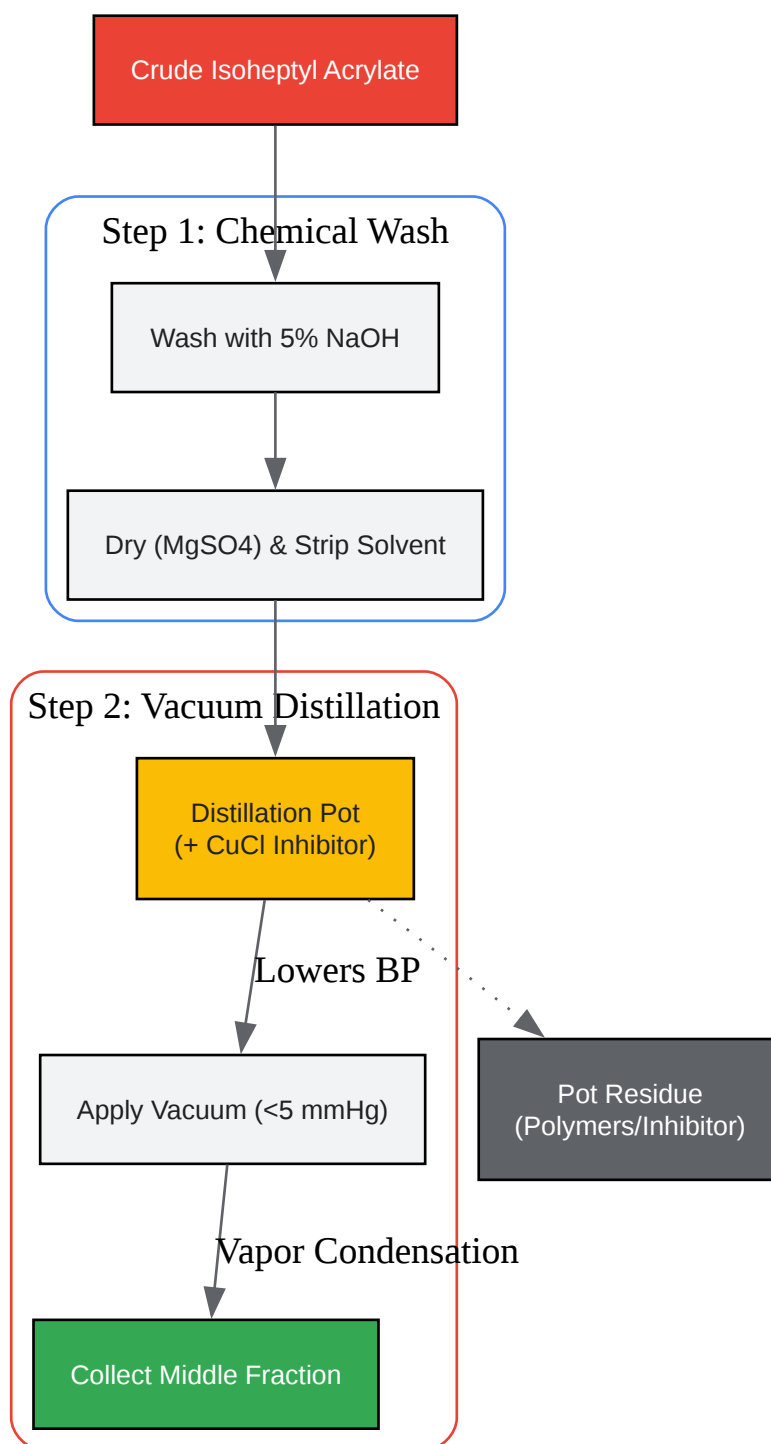 Crude Isoheptyl Acrylate
Step 1: Chemical Wash
Wash with 5% NaOH
Dry (MgSO4) & Strip Solvent
Step 2: Vacuum Distillation
Distillation Pot
(+ CuCl Inhibitor)
Lowers BP
Apply Vacuum (<5 mmHg)
Pot Residue
(Polymers/Inhibitor)
Vapor Condensation
Collect Middle Fraction